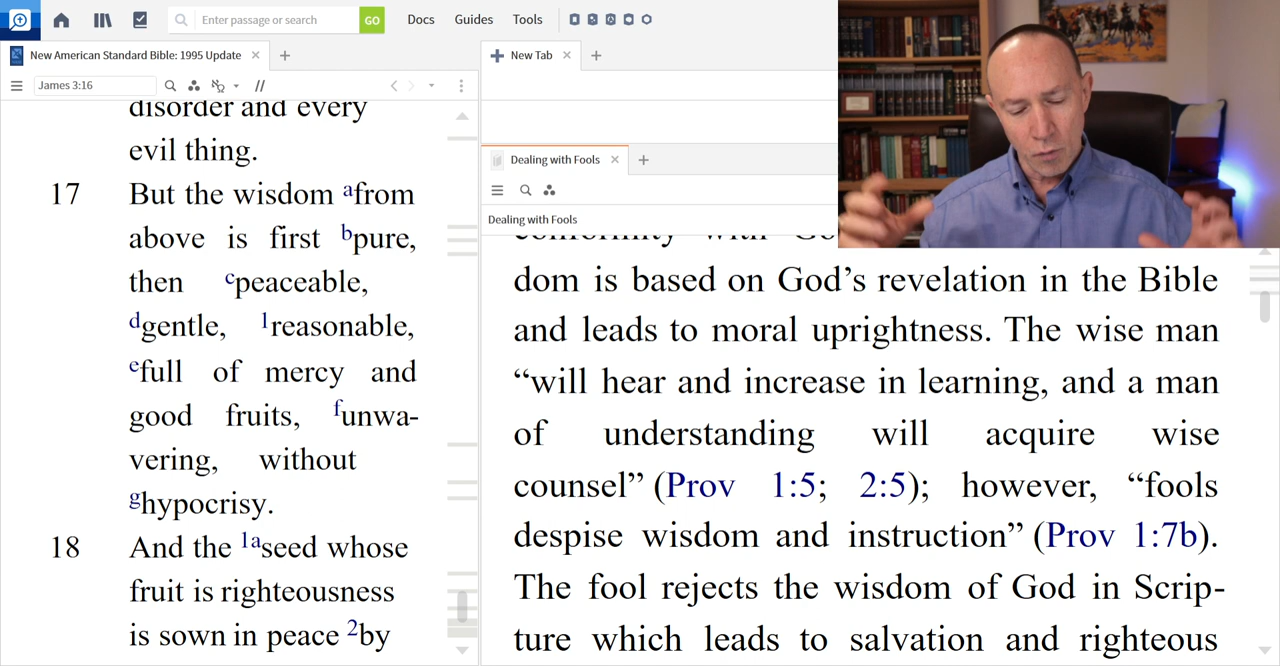 Enter passage or search
GO
Docs
Guides
Tools
New American Standard Bible: 1995 Update
New Tab
James 3:16
disorder and every
evil thing.
17 But the wisdom afrom
above is first bpure,
then cpeaceable,
dgentle, 1reasonable,
efull of mercy and
good fruits, funwa-
vering, without
ghypocrisy.
18 And the 1aseed whose
fruit is righteousness
is sown in peace 2by
Dealing with Fools
Dealing with Fools
conformity with
dom is based on God’s revelation in the Bible
and leads to moral uprightness. The wise man
“will hear and increase in learning, and a man
of understanding will acquire wise
counsel” (Prov 1:5; 2:5); however, “fools
despise wisdom and instruction” (Prov 1:7b).
The fool rejects the wisdom of God in Scrip-
ture which leads to salvation and righteous